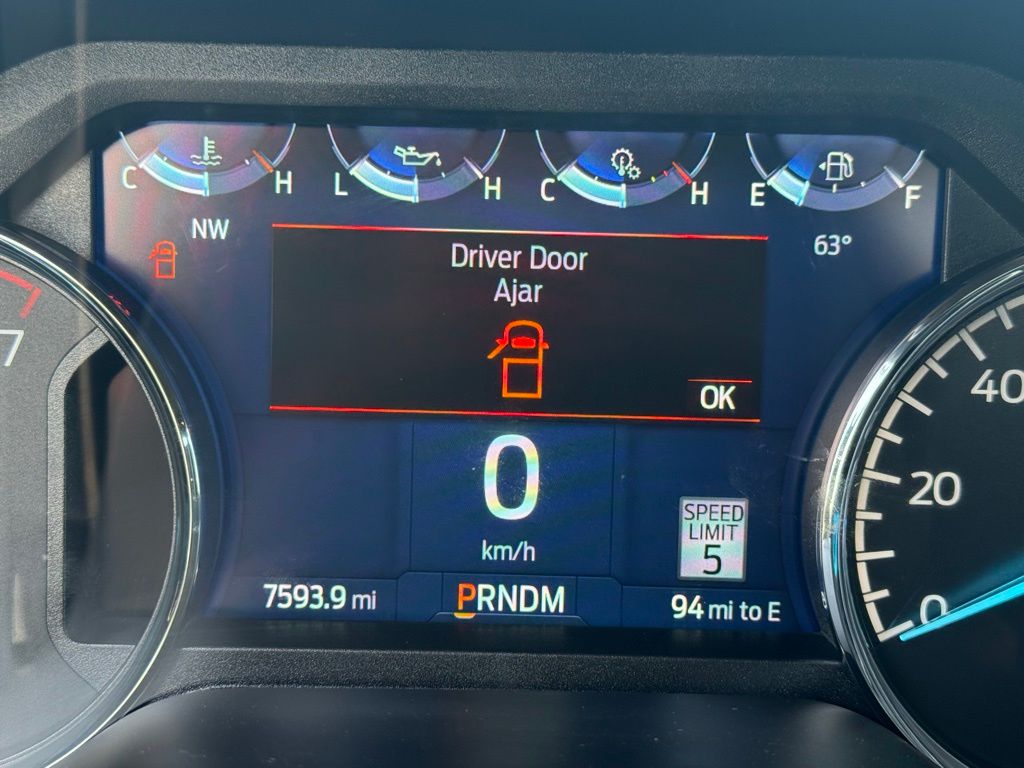 C H L H C H E F
NW
63°
Driver Door
Ajar
OK
7
40
20
0
0
km/h
SPEED
LIMIT
5
7593.9 mi
PRNDM
94 mi to E